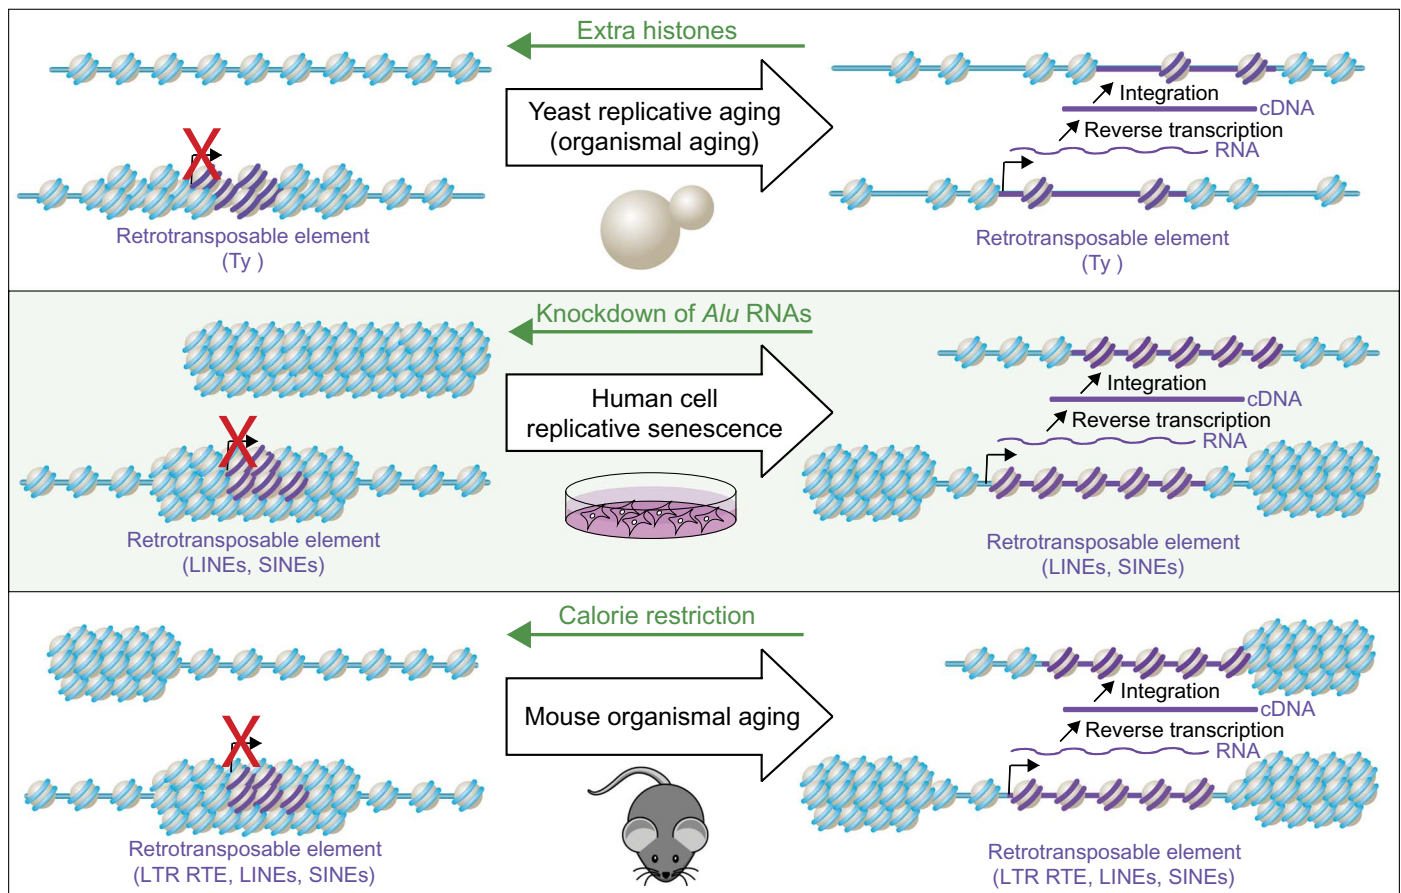 Extra histones
Yeast replicative aging
(organismal aging)
X
Retrotransposable element
(Ty )
Integration
cDNA
Reverse transcription
RNA
Retrotransposable element
(Ty )
Knockdown of Alu RNAs
Human cell
replicative senescence
X
Retrotransposable element
(LINEs, SINEs)
Integration
cDNA
Reverse transcription
RNA
Retrotransposable element
(LINEs, SINEs)
Calorie restriction
Mouse organismal aging
X
Retrotransposable element
(LTR RTE, LINEs, SINEs)
Integration
cDNA
Reverse transcription
RNA
Retrotransposable element
(LTR RTE, LINEs, SINEs)